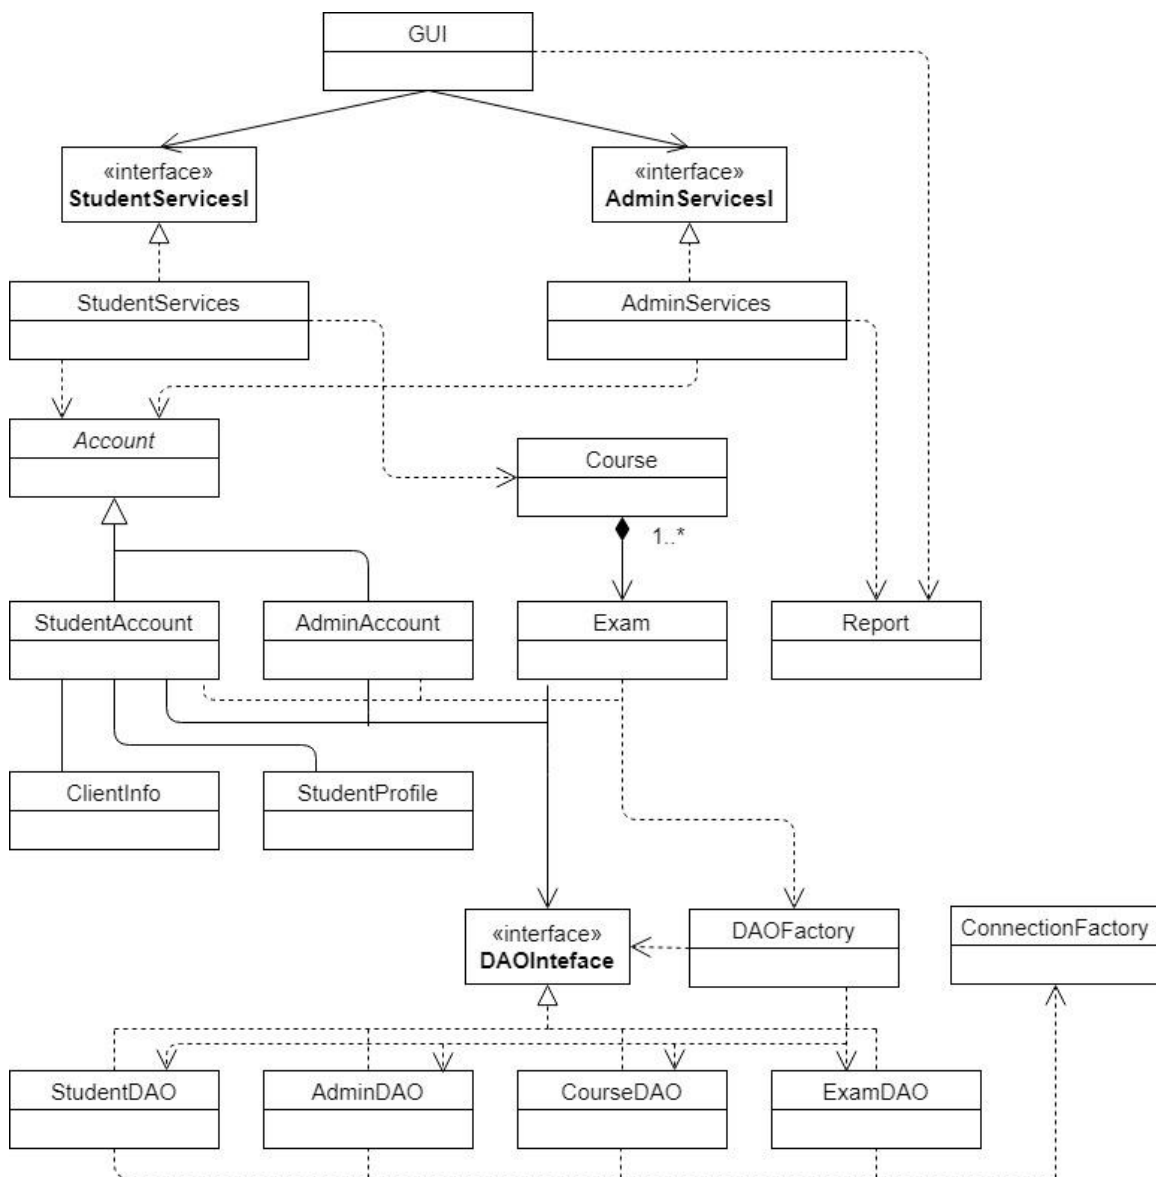 GUI
«interface»
StudentServicesI
«interface»
AdminServicesI
StudentServices
AdminServices
Account
Course
1..*
StudentAccount
AdminAccount
Exam
Report
ClientInfo
StudentProfile
«interface»
DAOInteface
DAOFactory
ConnectionFactory
StudentDAO
AdminDAO
CourseDAO
ExamDAO